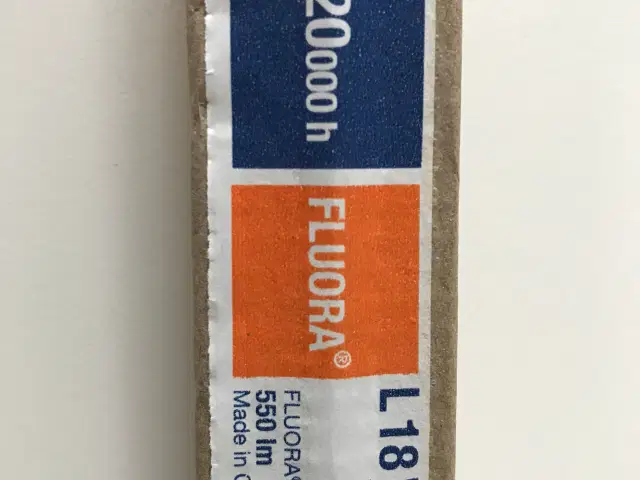 20000 h
FLUORA®
L 18
FLUORA®
550 lm
Made in